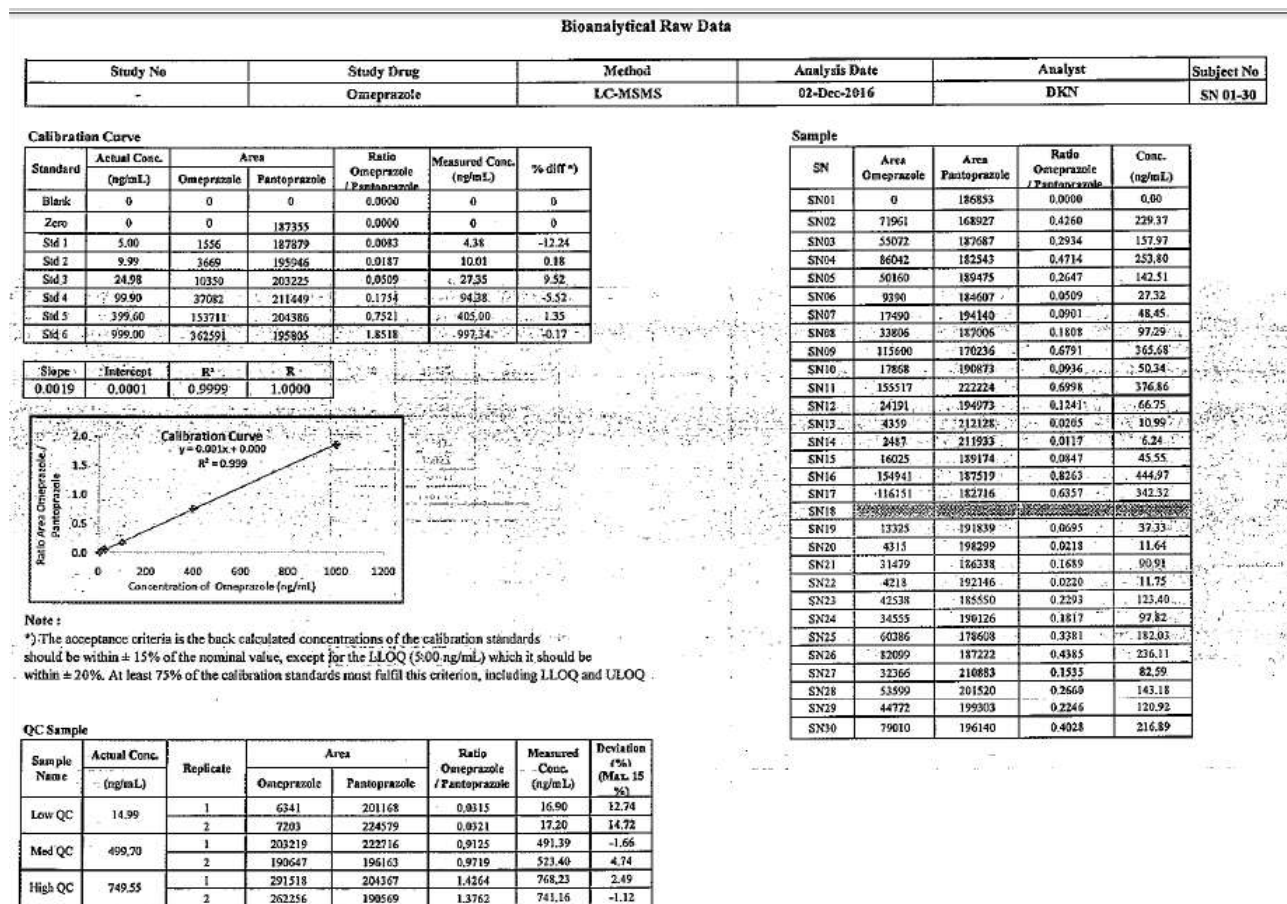 Bioanalytical Raw Data
Study No Study Drug Method Analysis Date Analyst Subject No
- Omeprazole LC-MSMS 02-Dec-2016 DKN SN 01-30
Calibration Curve
Standard Actual Conc. (ng/mL) Area Omeprazole Pantoprazole Ratio Omeprazole / Pantoprazole Measured Conc. (ng/mL) % diff *)
Blank 0 0 0 0.0000 0 0
Zero 0 0 187355 0.0000 0 0
Std 1 5.00 1556 187879 0.0083 4.38 -12.24
Std 2 9.99 3669 195946 0.0187 10.01 0.18
Std 3 24.98 10350 203225 0.0509 27.35 9.52
Std 4 99.90 37082 211449 0.1754 94.38 -5.52
Std 5 399.60 153711 204386 0.7521 405.00 1.35
Std 6 999.00 362591 195805 1.8518 997.34 -0.17
Slope Intercept R² R
0.0019 0.0001 0.9999 1.0000
Calibration Curve
y = 0.001x + 0.000
R² = 0.999
Ratio Area Omeprazole / Pantoprazole
2.0
1.5
1.0
0.5
0.0
0 200 400 600 800 1000 1200
Concentration of Omeprazole (ng/mL)
Note :
*) The acceptance criteria is the back calculated concentrations of the calibration standards
should be within ± 15% of the nominal value, except for the LLOQ (5.00 ng/mL) which it should be
within ± 20%. At least 75% of the calibration standards must fulfil this criterion, including LLOQ and ULOQ
QC Sample
Sample Name Actual Conc. (ng/mL) Replicate Area Omeprazole Pantoprazole Ratio Omeprazole / Pantoprazole Measured Conc. (ng/mL) Deviation (%) (Max. 15 %)
Low QC 14.99 1 6341 201168 0.0315 16.90 12.74
2 7203 224579 0.0321 17.20 14.72
Med QC 499.70 1 203219 222716 0.9125 491.39 -1.66
2 190647 196163 0.9719 523.40 4.74
High QC 749.55 1 291518 204367 1.4264 768.23 2.49
2 262256 190569 1.3762 741.16 -1.12
Sample
SN Area Omeprazole Area Pantoprazole Ratio Omeprazole / Pantoprazole Conc. (ng/mL)
SN01 0 186853 0.0000 0.00
SN02 71961 168927 0.4260 229.37
SN03 55072 187687 0.2934 157.97
SN04 86042 182543 0.4714 253.80
SN05 50160 189475 0.2647 142.51
SN06 9390 184607 0.0509 27.32
SN07 17490 194140 0.0901 48.45
SN08 33806 187006 0.1808 97.29
SN09 115600 170236 0.6791 365.68
SN10 17868 190873 0.0936 50.34
SN11 155517 222224 0.6998 376.86
SN12 24191 194973 0.1241 66.75
SN13 4359 212128 0.0205 10.99
SN14 2487 211933 0.0117 6.24
SN15 16025 189174 0.0847 45.55
SN16 154941 187519 0.8263 444.97
SN17 116151 182716 0.6357 342.32
SN18
SN19 13325 191839 0.0695 37.33
SN20 4315 198299 0.0218 11.64
SN21 31479 186338 0.1689 90.91
SN22 4218 192146 0.0220 11.75
SN23 42538 185550 0.2293 123.40
SN24 34555 190126 0.1817 97.82
SN25 60386 178608 0.3381 182.03
SN26 82099 187222 0.4385 236.11
SN27 32366 210883 0.1535 82.59
SN28 53599 201520 0.2660 143.18
SN29 44772 199303 0.2246 120.92
SN30 79010 196140 0.4028 216.89